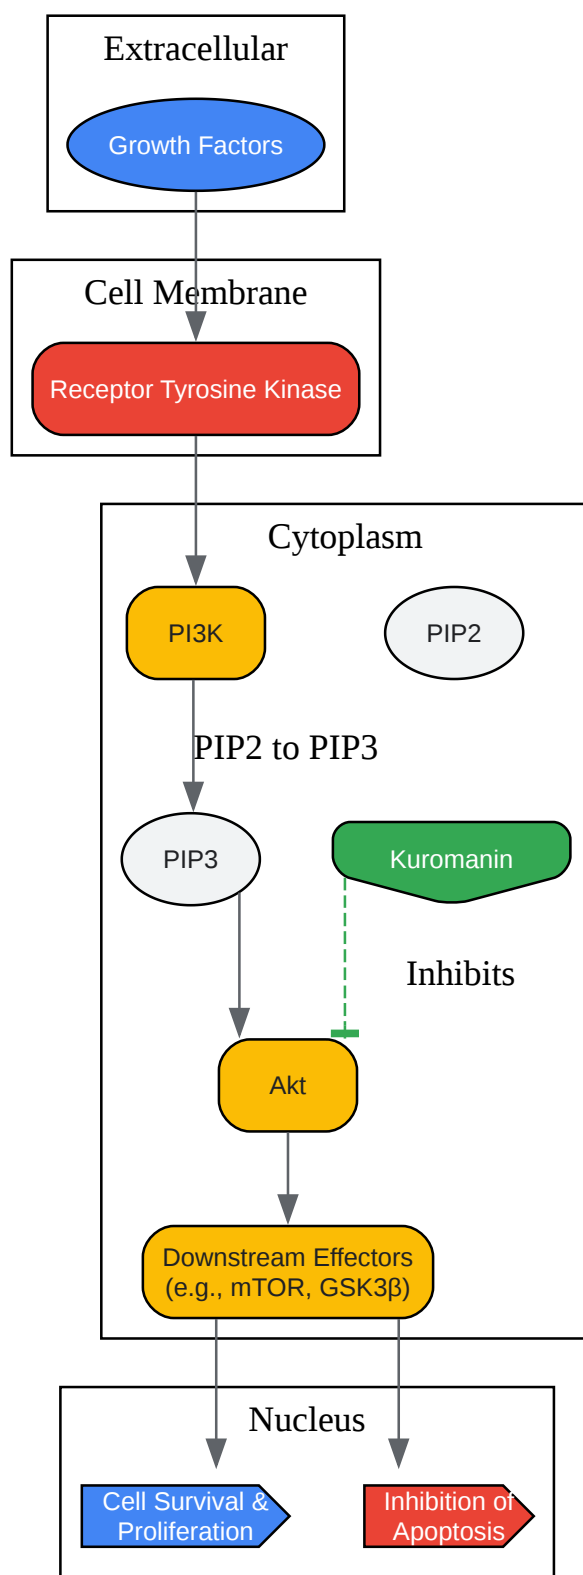 Extracellular
Growth Factors
Cell Membrane
Receptor Tyrosine Kinase
Cytoplasm
PI3K
PIP2
PIP2 to PIP3
PIP3
Kuromanin
Inhibits
Akt
Downstream Effectors
(e.g., mTOR, GSK3β)
Nucleus
Cell Survival &
Proliferation
Inhibition of
Apoptosis